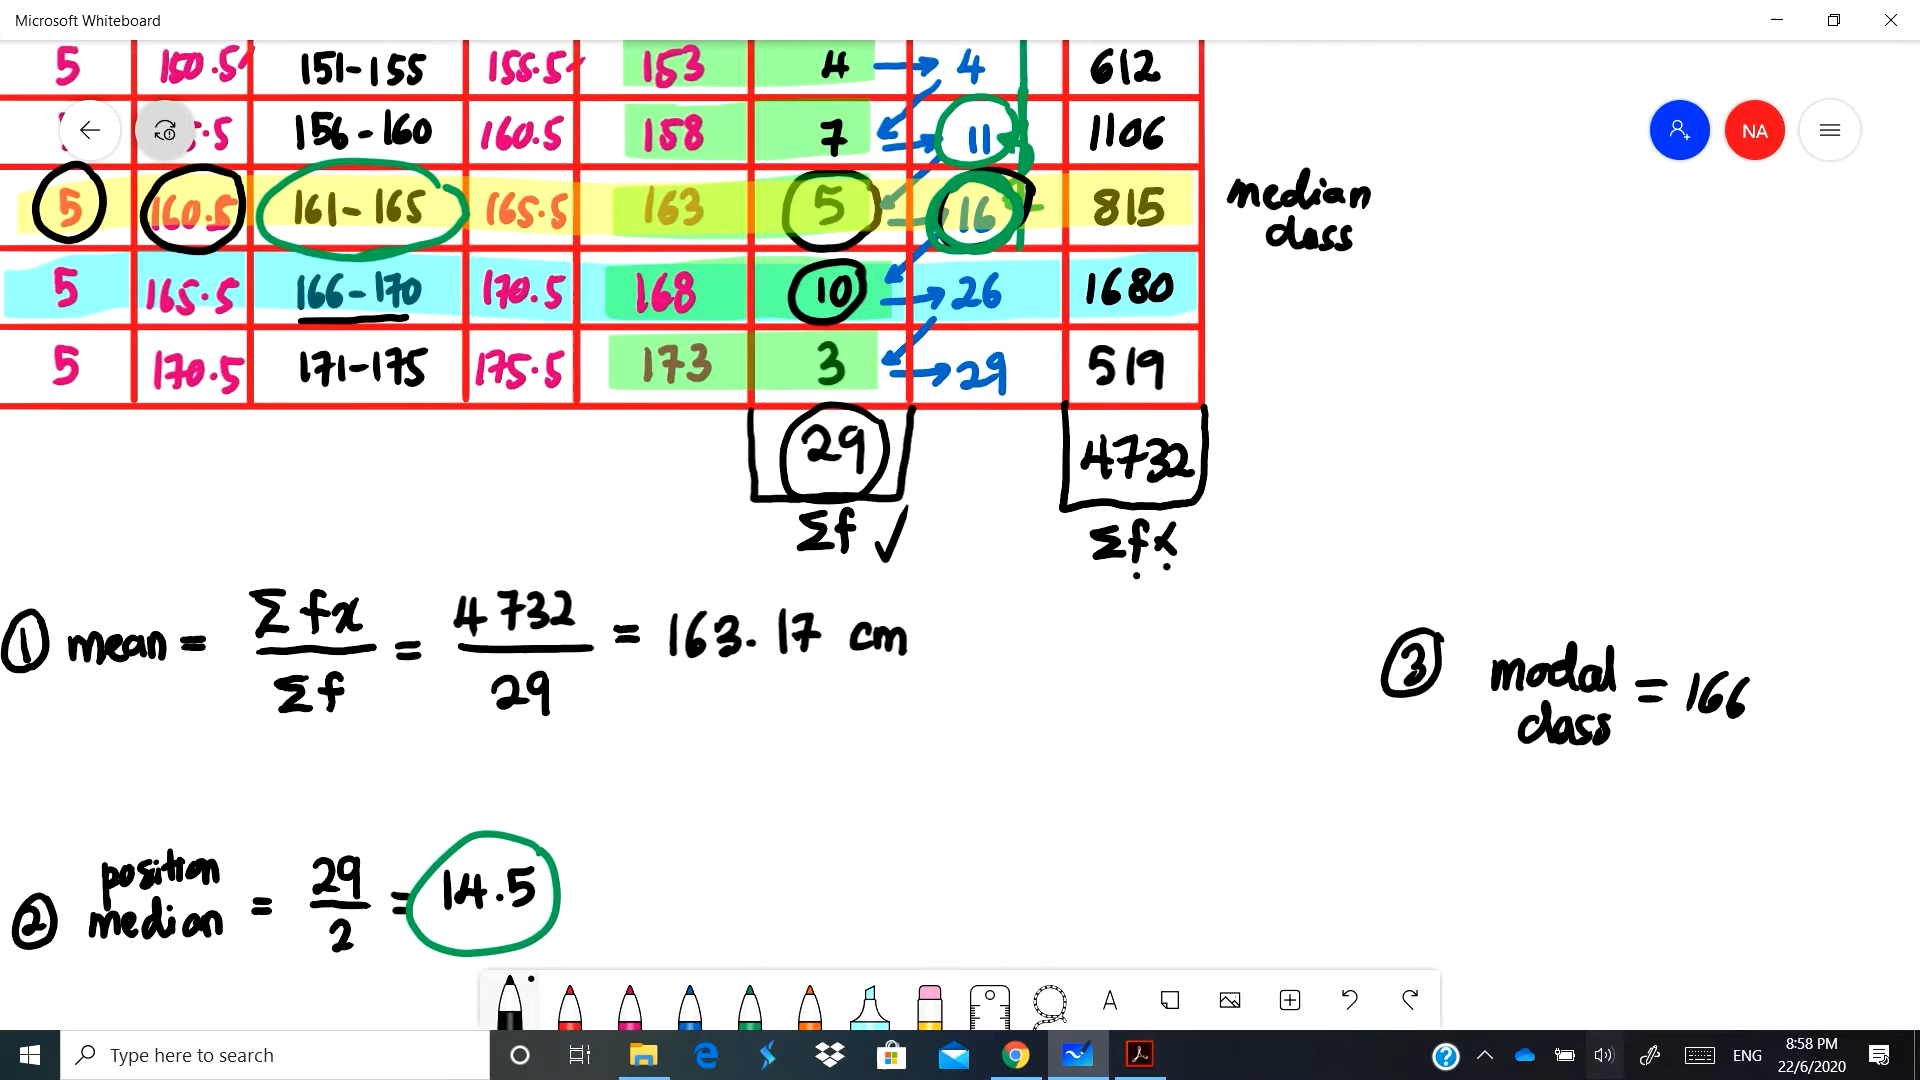 Microsoft Whiteboard
5 150.5 151-155 155.5 153 4 4 612
.5 156-160 160.5 158 7 11 1106
NA
5 160.5 161-165 165.5 163 5 16 815
median
class
5 165.5 166-170 170.5 168 10 26 1680
5 170.5 171-175 175.5 173 3 29 519
29 4732
Σf ✓ Σfx
① mean = Σfx/Σf = 4732/29 = 163.17 cm
③ modal class = 166
② position median = 29/2 = 14.5
A
Type here to search
ENG
8:58 PM
22/6/2020